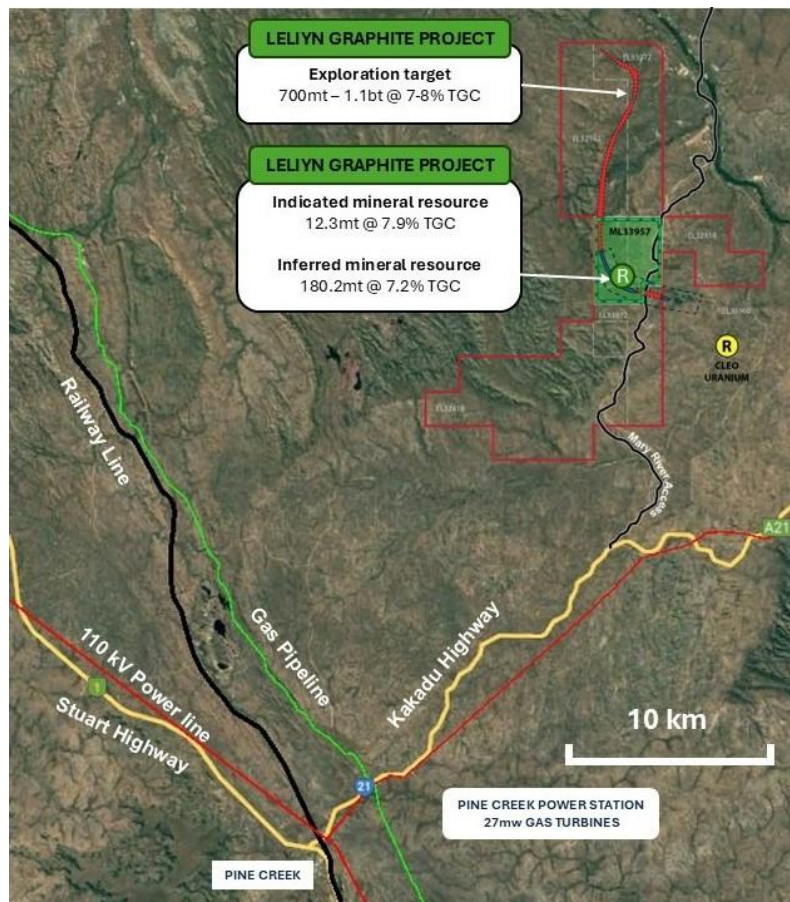 LELIYN GRAPHITE PROJECT
Exploration target
700mt – 1.1bt @ 7-8% TGC
LELIYN GRAPHITE PROJECT
Indicated mineral resource
12.3mt @ 7.9% TGC
Inferred mineral resource
180.2mt @ 7.2% TGC
ML33957
R
R
CLEO
URANIUM
EL32418
Mary River Access
Railway Line
A21
Gas Pipeline
Kakadu Highway
110 kV Power line
1
Stuart Highway
10 km
21
PINE CREEK POWER STATION
27mw GAS TURBINES
PINE CREEK